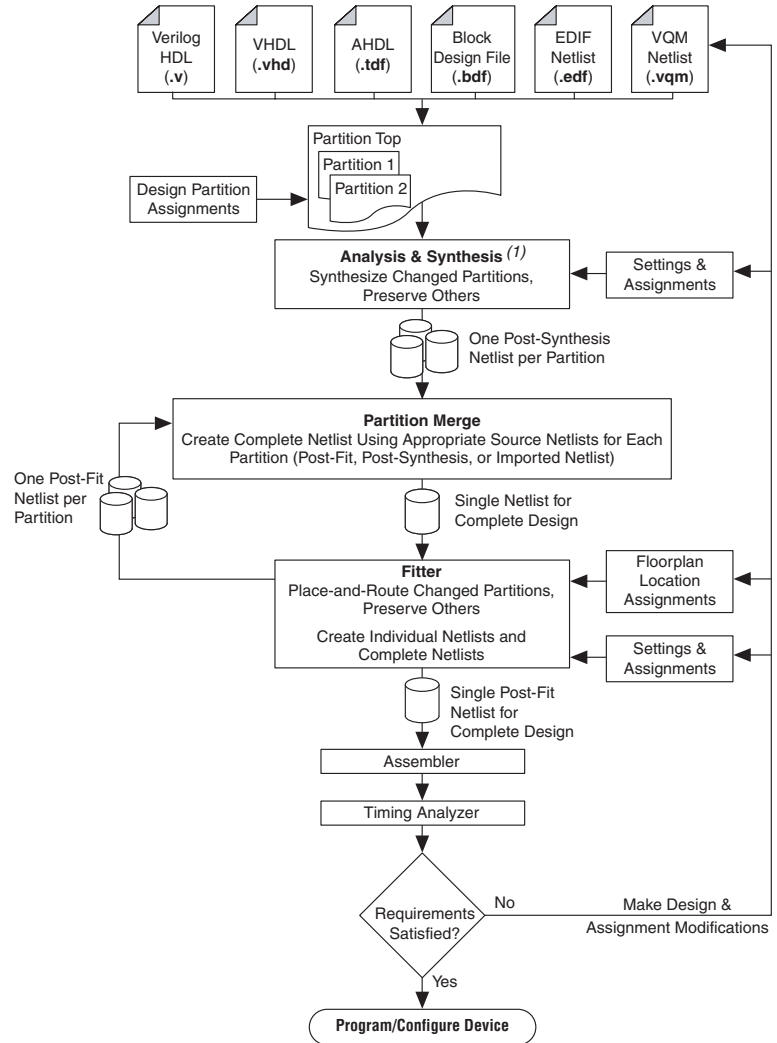 Verilog
HDL
(.v)
VHDL
(.vhd)
AHDL
(.tdf)
Block
Design File
(.bdf)
EDIF
Netlist
(.edf)
VQM
Netlist
(.vqm)
Partition Top
Partition 1
Partition 2
Design Partition
Assignments
Analysis & Synthesis (1)
Synthesize Changed Partitions,
Preserve Others
Settings &
Assignments
One Post-Synthesis
Netlist per Partition
Partition Merge
Create Complete Netlist Using Appropriate Source Netlists for Each
Partition (Post-Fit, Post-Synthesis, or Imported Netlist)
One Post-Fit
Netlist per
Partition
Single Netlist for
Complete Design
Fitter
Place-and-Route Changed Partitions,
Preserve Others
Create Individual Netlists and
Complete Netlists
Floorplan
Location
Assignments
Settings &
Assignments
Single Post-Fit
Netlist for
Complete Design
Assembler
Timing Analyzer
Requirements
Satisfied?
No
Make Design &
Assignment Modifications
Yes
Program/Configure Device